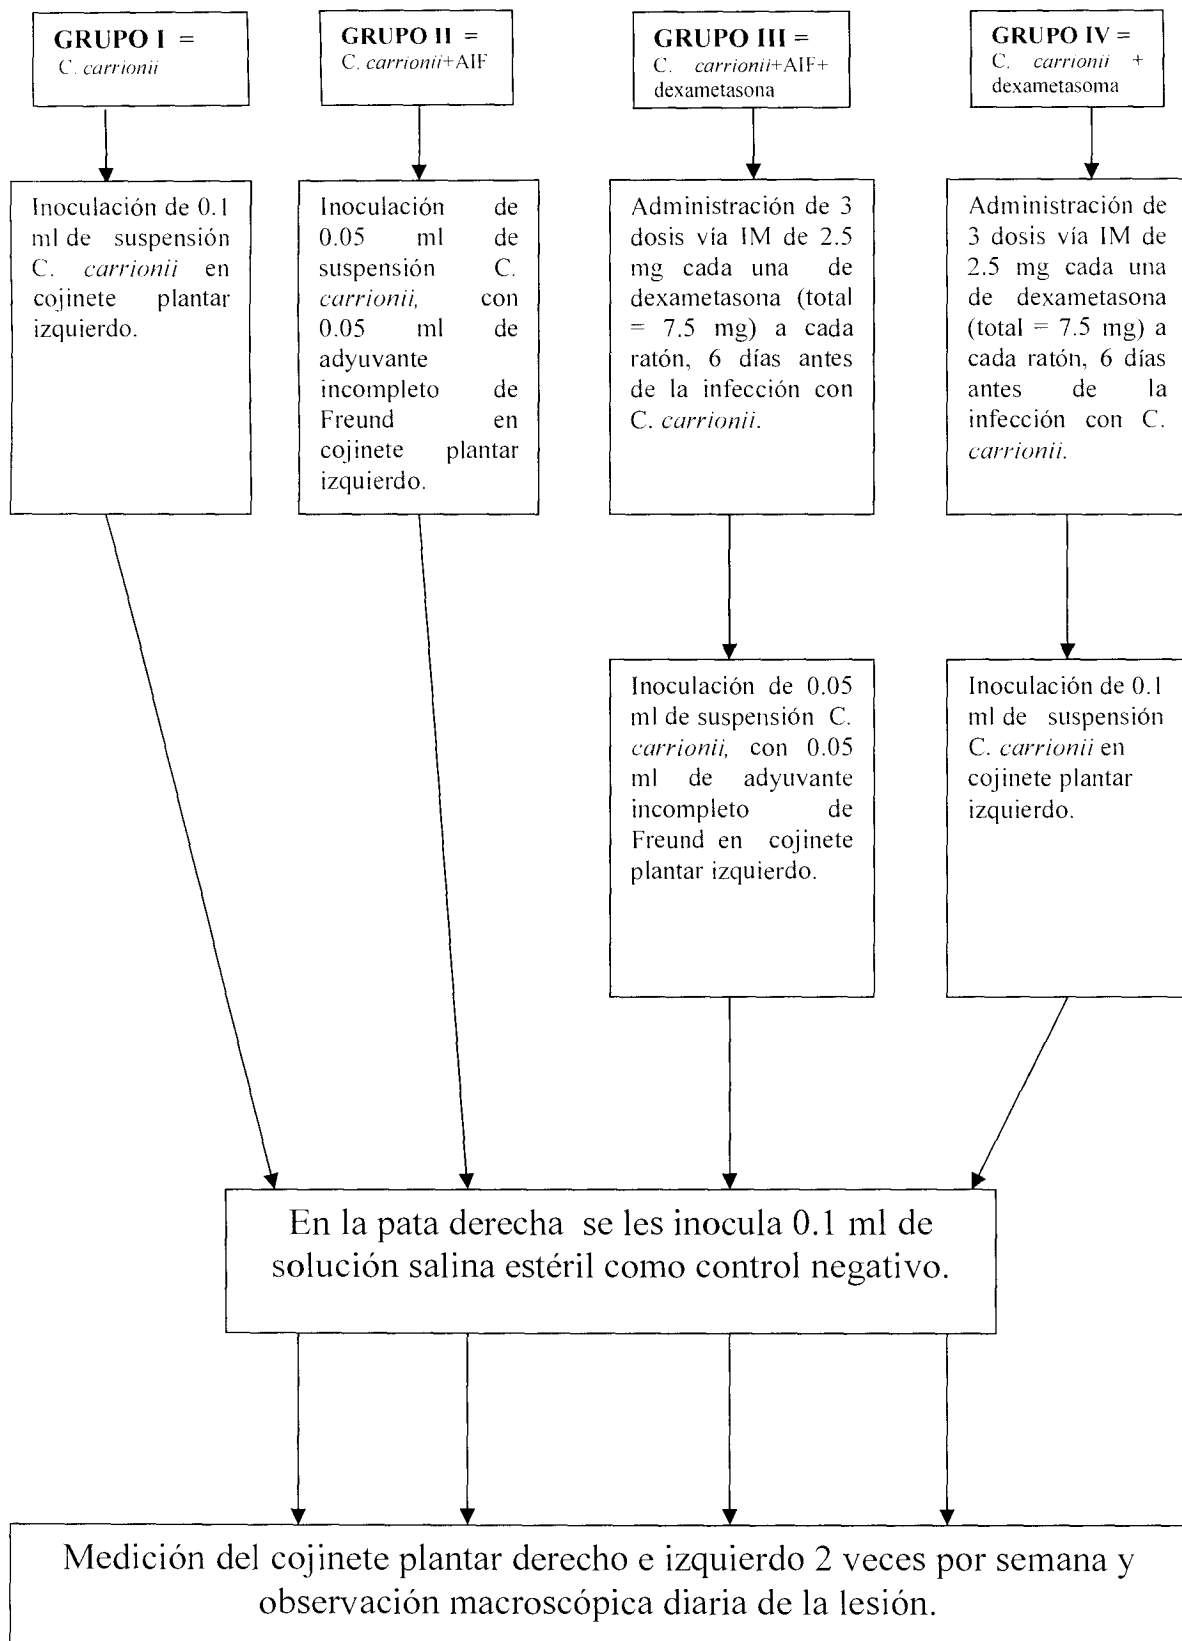 GRUPO I =
C. carrionii
GRUPO II =
C. carrionii+AIF
GRUPO III =
C. carrionii+AIF+
dexametasona
GRUPO IV =
C. carrionii +
dexametasoma
Inoculación de 0.1
ml de suspensión
C. carrionii en
cojinete plantar
izquierdo.
Inoculación de
0.05 ml de
suspensión C.
carrionii, con
0.05 ml de
adyuvante
incompleto de
Freund en
cojinete plantar
izquierdo.
Administración de 3
dosis vía IM de 2.5
mg cada una de
dexametasona (total
= 7.5 mg) a cada
ratón, 6 días antes
de la infección con
C. carrionii.
Administración de
3 dosis vía IM de
2.5 mg cada una
de dexametasona
(total = 7.5 mg) a
cada ratón, 6 días
antes de la
infección con C.
carrionii.
Inoculación de 0.05
ml de suspensión C.
carrionii, con 0.05
ml de adyuvante
incompleto de
Freund en cojinete
plantar izquierdo.
Inoculación de 0.1
ml de suspensión
C. carrionii en
cojinete plantar
izquierdo.
En la pata derecha se les inocula 0.1 ml de
solución salina estéril como control negativo.
Medición del cojinete plantar derecho e izquierdo 2 veces por semana y
observación macroscópica diaria de la lesión.